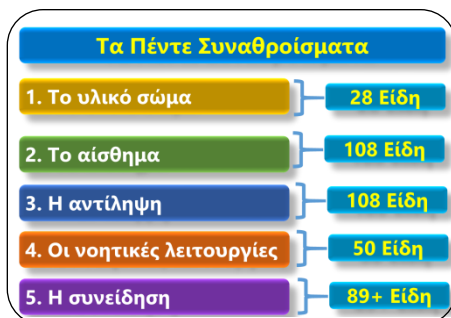 Τα Πέντε Συναθροίσματα
1. Το υλικό σώμα
28 Είδη
2. Το αίσθημα
108 Είδη
3. Η αντίληψη
108 Είδη
4. Οι νοητικές λειτουργίες
50 Είδη
5. Η συνείδηση
89+ Είδη